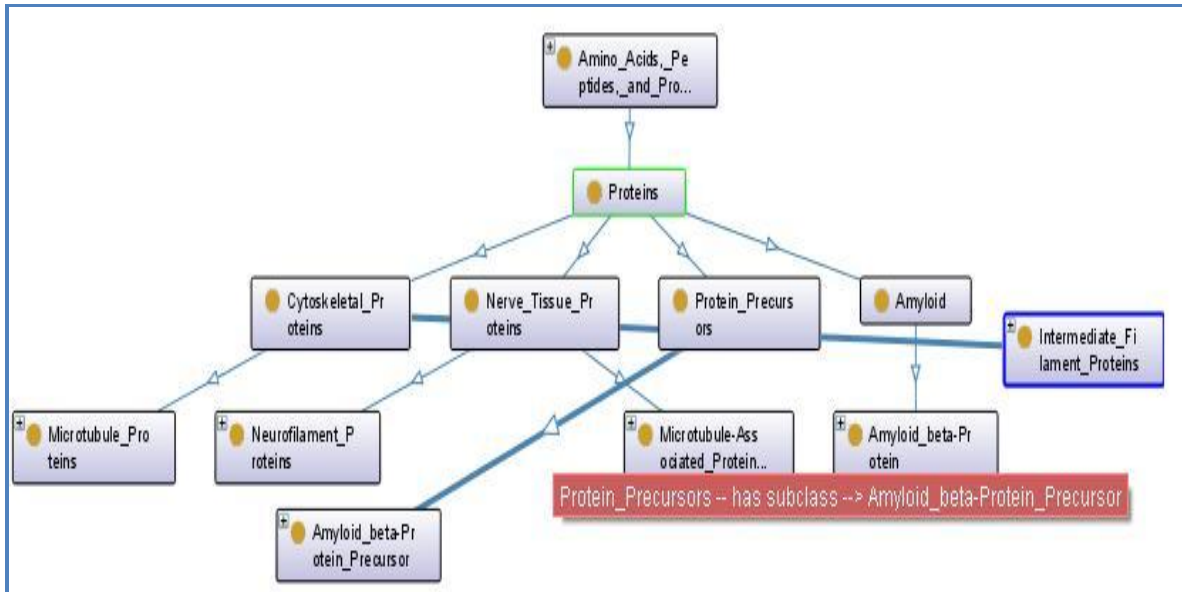 Amino_Acids,_Pe
ptides,_and_Pro...
Proteins
Cytoskeletal_Pr
oteins
Nerve_Tissue_Pr
oteins
Protein_Precurs
ors
Amyloid
Intermediate_Fi
lament_Proteins
Microtubule_Pro
teins
Neurofilament_P
roteins
Microtubule-Ass
ociated_Protein...
Amyloid_beta-Pr
otein
Protein_Precursors -- has subclass --> Amyloid_beta-Protein_Precursor
Amyloid_beta-Pr
otein_Precursor